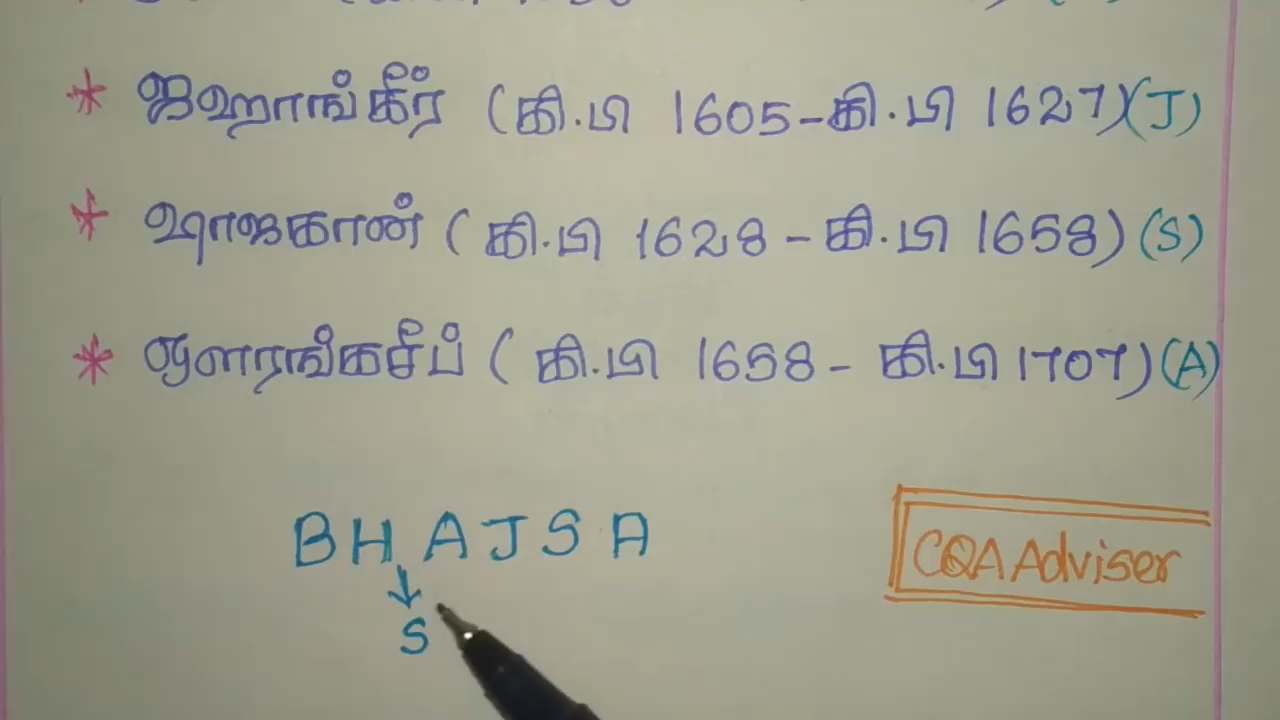 * ஜஹாங்கீர் (கி.பி 1605-கி.பி 1627)(J)
* ஷாஜகான் (கி.பி 1628 - கி.பி 1658) (S)
* ஔரங்கசீப் (கி.பி 1658 - கி.பி 1707)(A)
B H A J S A
↓
S
CQA Adviser